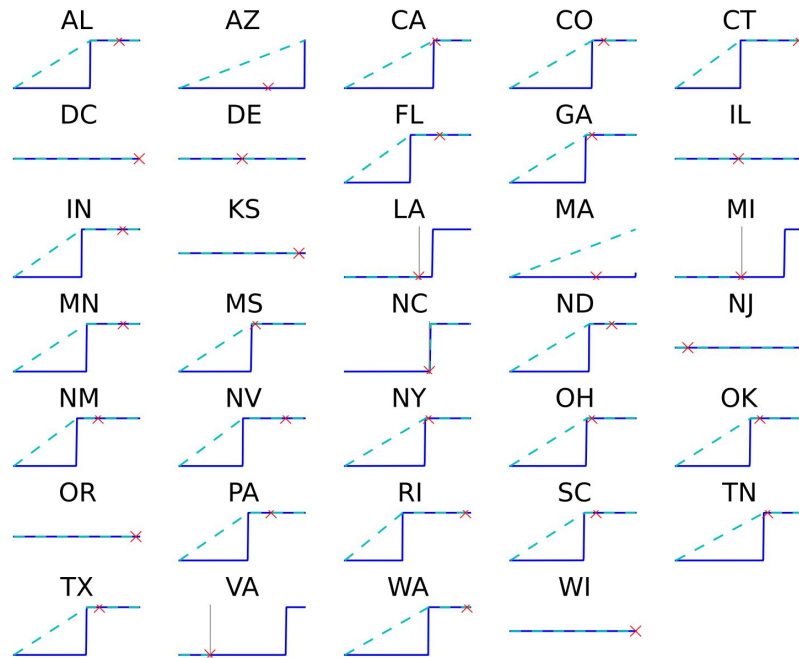 AL AZ CA CO CT
DC DE FL GA IL
IN KS LA MA MI
MN MS NC ND NJ
NM NV NY OH OK
OR PA RI SC TN
TX VA WA WI